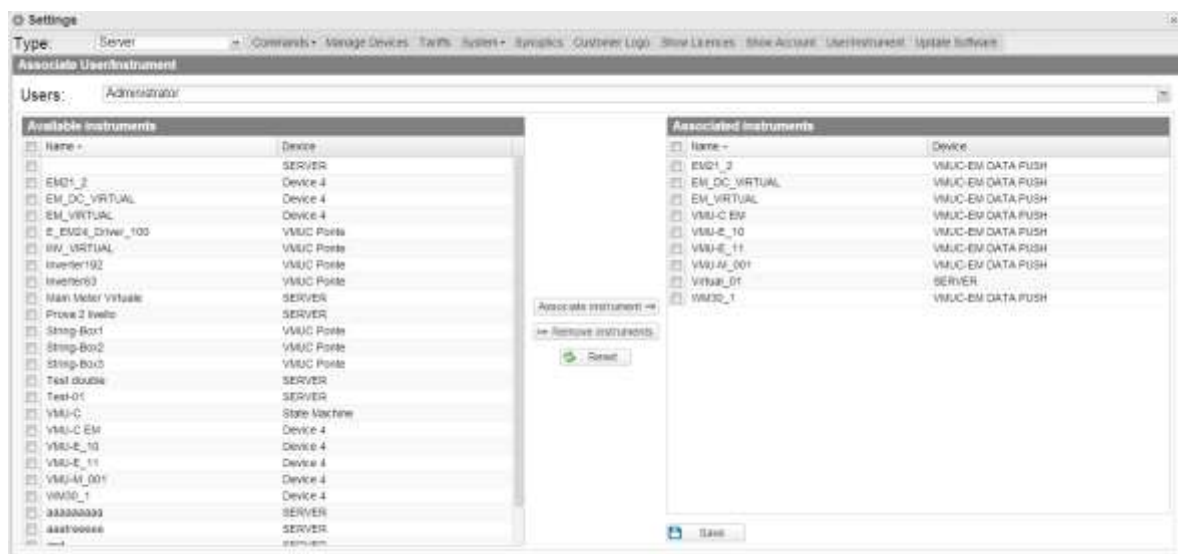 Settings
Type: Server Commands Manage Devices Tariffs System Synoptics Customer Logo Show Licences Show Account User/Instrument Update Software
Associate User/Instrument
Users: Administrator
Available instruments
Name Device
SERVER
EM21_2 Device 4
EM_DC_VIRTUAL Device 4
EM_VIRTUAL Device 4
E_EM24_Driver_100 VMUC Ponte
INV_VIRTUAL VMUC Ponte
Inverter192 VMUC Ponte
Inverter63 VMUC Ponte
Main Meter Virtuale SERVER
Prova 2 livello SERVER
String-Box1 VMUC Ponte
String-Box2 VMUC Ponte
String-Box3 VMUC Ponte
Test double SERVER
Test-01 SERVER
VMU-C State Machine
VMU-C EM Device 4
VMU-E_10 Device 4
VMU-E_11 Device 4
VMU-M_001 Device 4
WM30_1 Device 4
SERVER
SERVER
Associate instrument
Remove instruments
Reset
Associated instruments
Name Device
EM21_2 VMUC-EM DATA PUSH
EM_DC_VIRTUAL VMUC-EM DATA PUSH
EM_VIRTUAL VMUC-EM DATA PUSH
VMU-C EM VMUC-EM DATA PUSH
VMU-E_10 VMUC-EM DATA PUSH
VMU-E_11 VMUC-EM DATA PUSH
VMU-M_001 VMUC-EM DATA PUSH
Virtual_01 SERVER
WM30_1 VMUC-EM DATA PUSH
Save